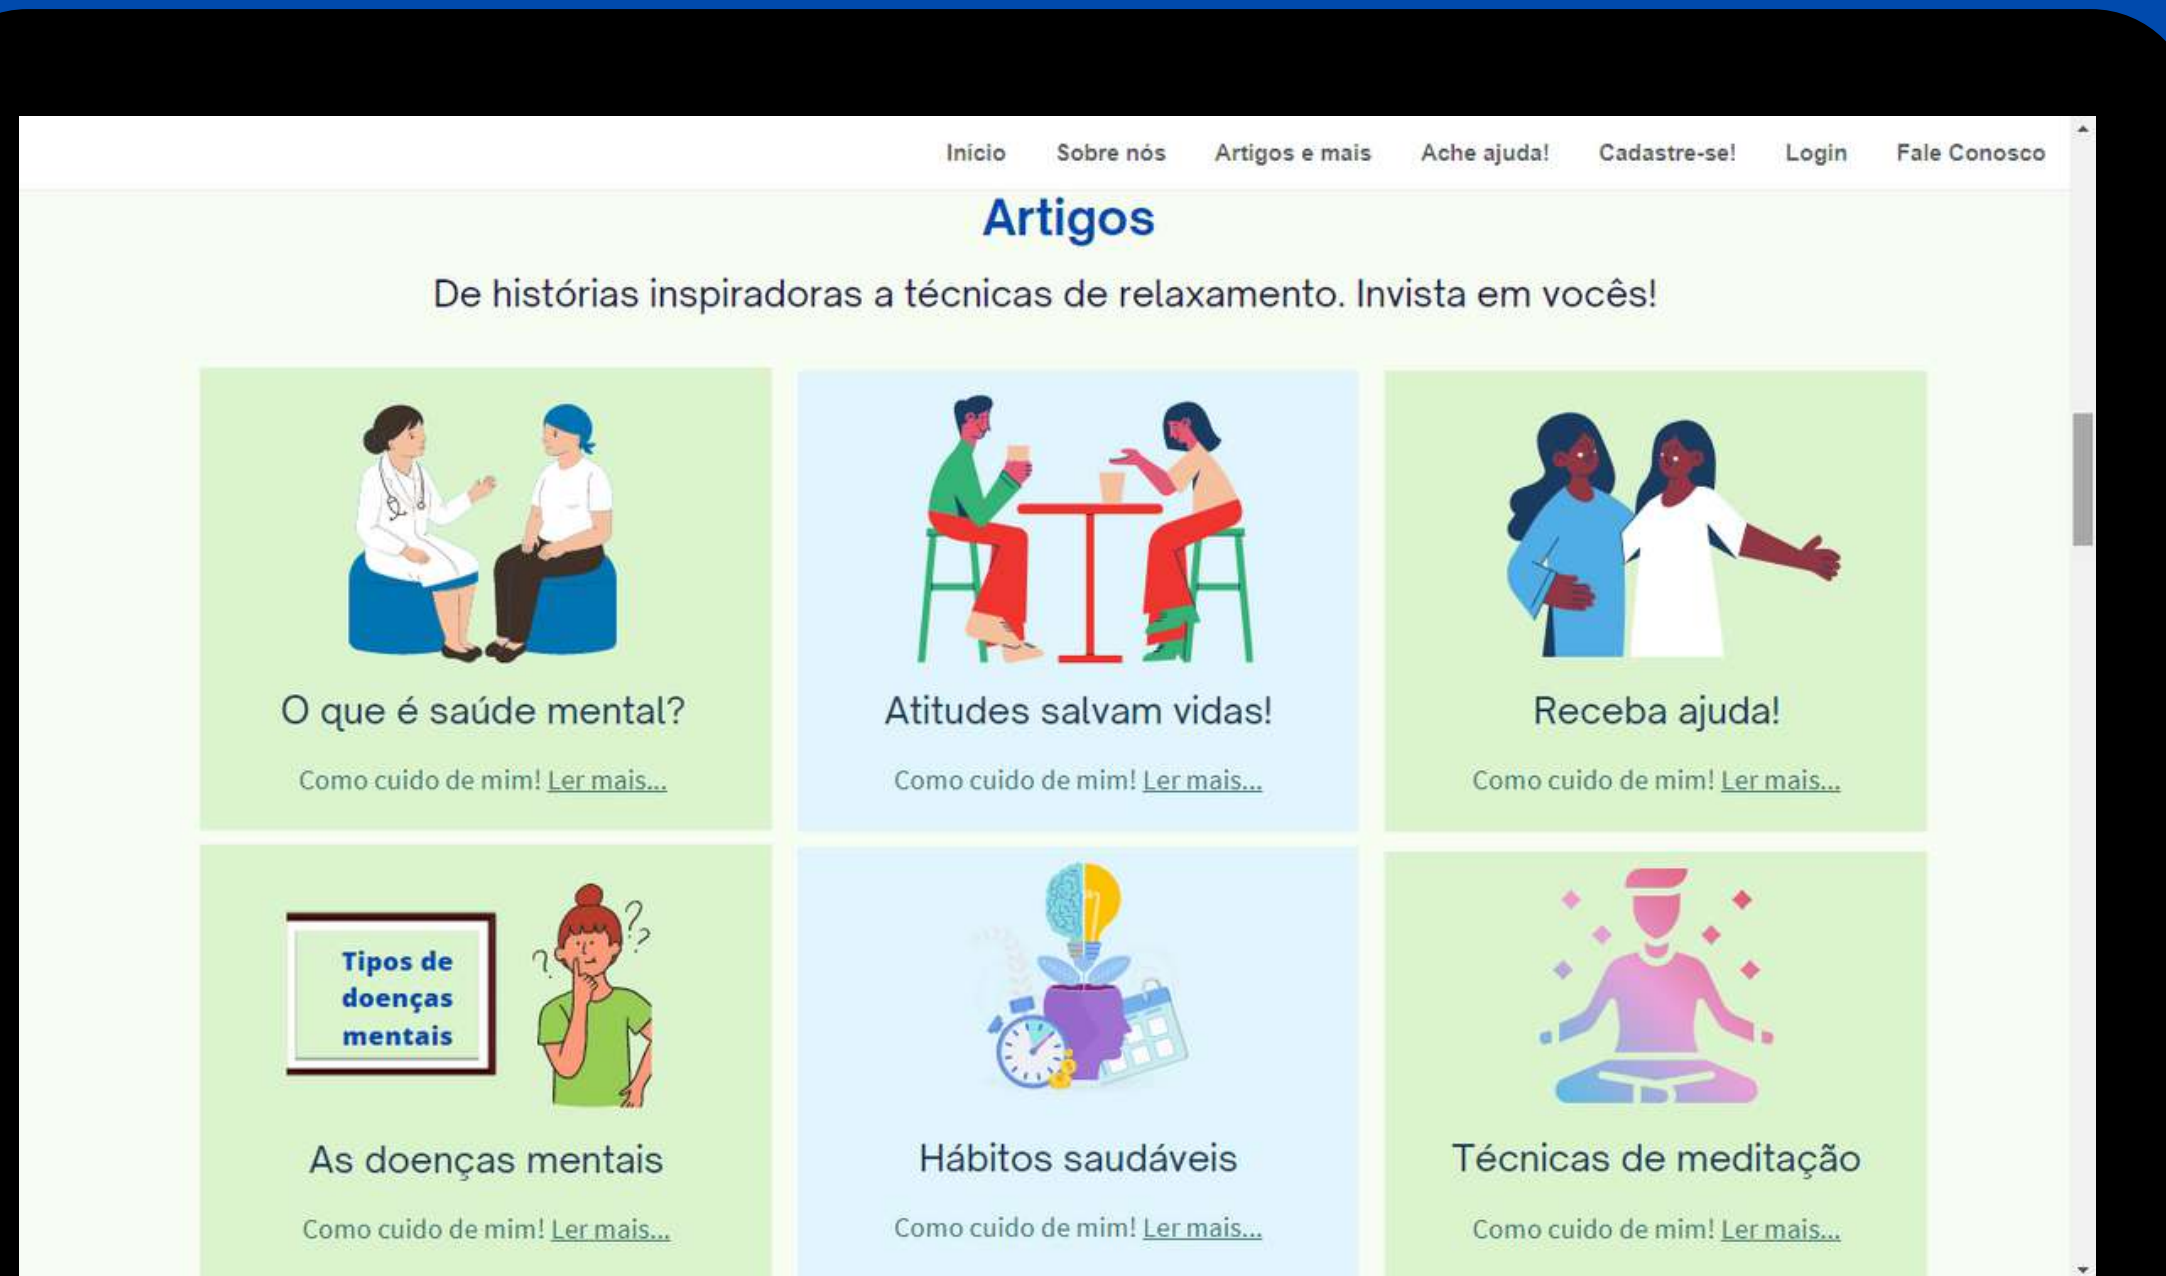 Início Sobre nós Artigos e mais Ache ajuda! Cadastre-se! Login Fale Conosco
Artigos
De histórias inspiradoras a técnicas de relaxamento. Invista em vocês!
O que é saúde mental?
Como cuido de mim! Ler mais...
Atitudes salvam vidas!
Como cuido de mim! Ler mais...
Receba ajuda!
Como cuido de mim! Ler mais...
Tipos de
doenças
mentais
As doenças mentais
Como cuido de mim! Ler mais...
Hábitos saudáveis
Como cuido de mim! Ler mais...
Técnicas de meditação
Como cuido de mim! Ler mais...